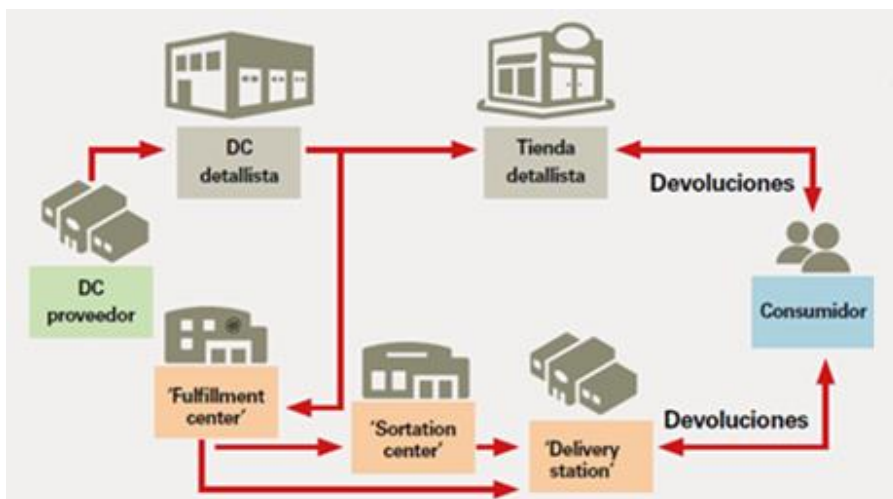 DC
detallista
Tienda
detallista
Devoluciones
DC
proveedor
Consumidor
'Fulfillment
center'
'Sortation
center'
'Delivery
station'
Devoluciones